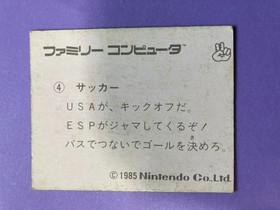 ファミリー コンピュータ™
④ サッカー
USAが、キックオフだ。
ESPがジャマしてくるぞ！
パスでつないでゴールを決めろ。
©1985 Nintendo Co.Ltd.